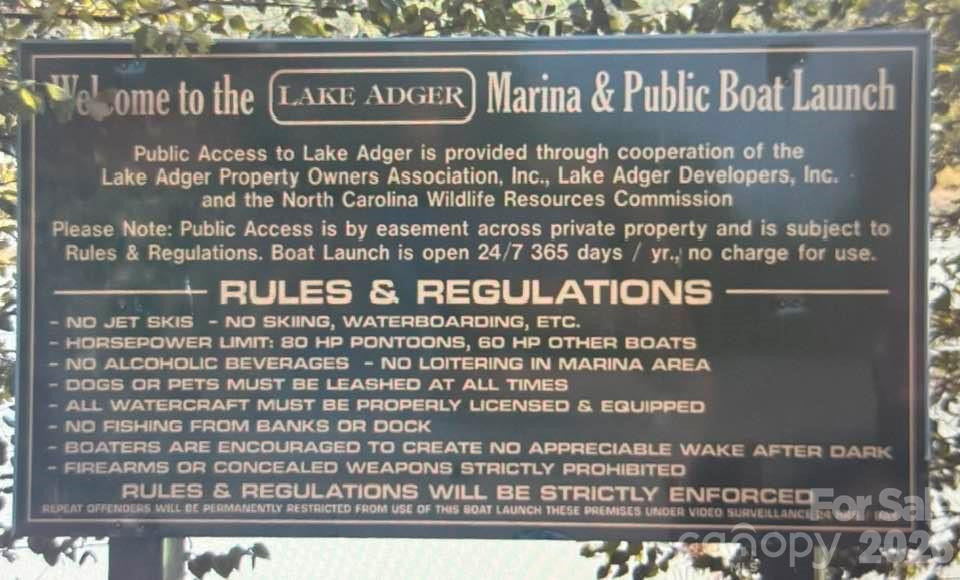 Welcome to the LAKE ADGER Marina & Public Boat Launch
Public Access to Lake Adger is provided through cooperation of the
Lake Adger Property Owners Association, Inc., Lake Adger Developers, Inc.
and the North Carolina Wildlife Resources Commission
Please Note: Public Access is by easement across private property and is subject to
Rules & Regulations. Boat Launch is open 24/7 365 days / yr., no charge for use.
RULES & REGULATIONS
- NO JET SKIS - NO SKIING, WATERBOARDING, ETC.
- HORSEPOWER LIMIT: 80 HP PONTOONS, 60 HP OTHER BOATS
- NO ALCOHOLIC BEVERAGES - NO LOITERING IN MARINA AREA
- DOGS OR PETS MUST BE LEASHED AT ALL TIMES
- ALL WATERCRAFT MUST BE PROPERLY LICENSED & EQUIPPED
- NO FISHING FROM BANKS OR DOCK
- BOATERS ARE ENCOURAGED TO CREATE NO APPRECIABLE WAKE AFTER DARK
- FIREARMS OR CONCEALED WEAPONS STRICTLY PROHIBITED
RULES & REGULATIONS WILL BE STRICTLY ENFORCED
REPEAT OFFENDERS WILL BE PERMANENTLY RESTRICTED FROM USE OF THIS BOAT LAUNCH THESE PREMISES UNDER VIDEO SURVEILLANCE 24
For Sal
canopy 2025
MLS